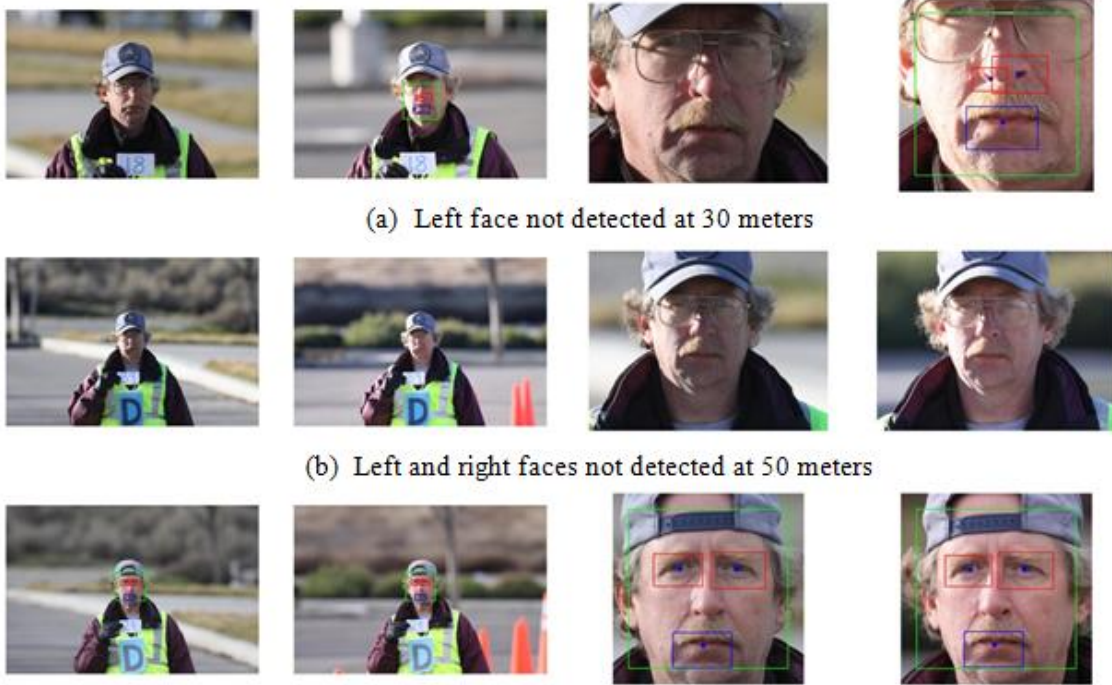 18
18
(a) Left face not detected at 30 meters
D
D
(b) Left and right faces not detected at 50 meters
D
D